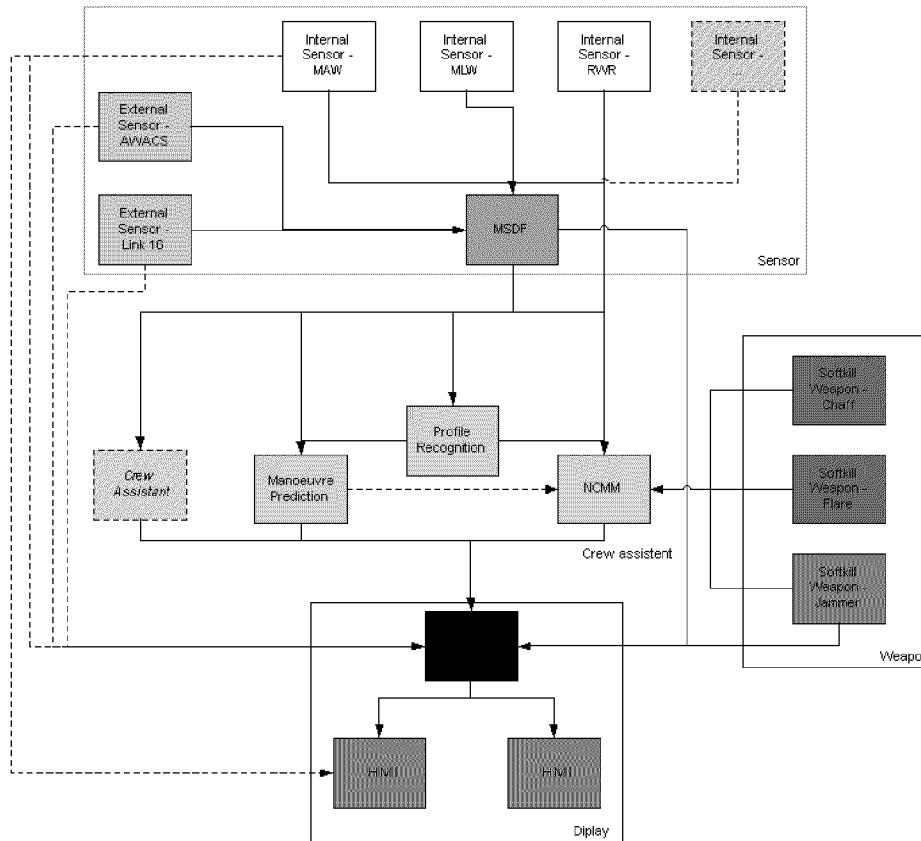 Internal
Sensor -
MAW
Internal
Sensor -
MLW
Internal
Sensor -
RWR
Internal
Sensor -
...
External
Sensor -
AWACS
External
Sensor -
Link 16
MSDF
Sensor
Softkill
Weapon -
Chaff
Profile
Recognition
Crew
Assistant
Manoeuvre
Prediction
NCMM
Softkill
Weapon -
Flare
Crew assistent
Softkill
Weapon -
Jammer
Weapo
HMI
HMI
Diplay